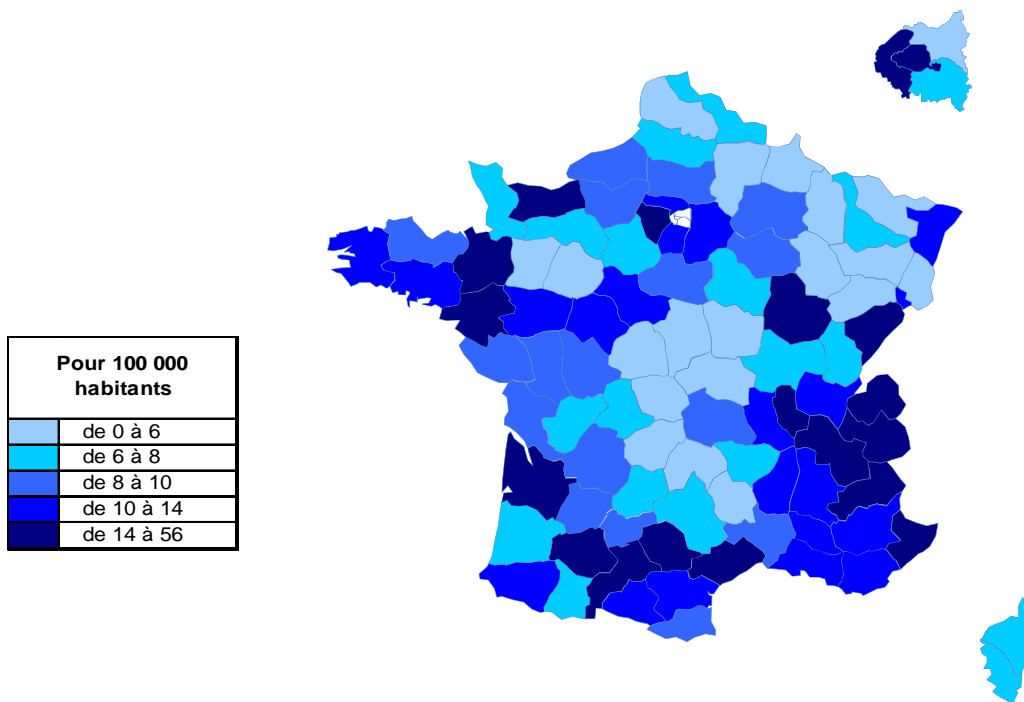 Pour 100 000
habitants
de 0 à 6
de 6 à 8
de 8 à 10
de 10 à 14
de 14 à 56